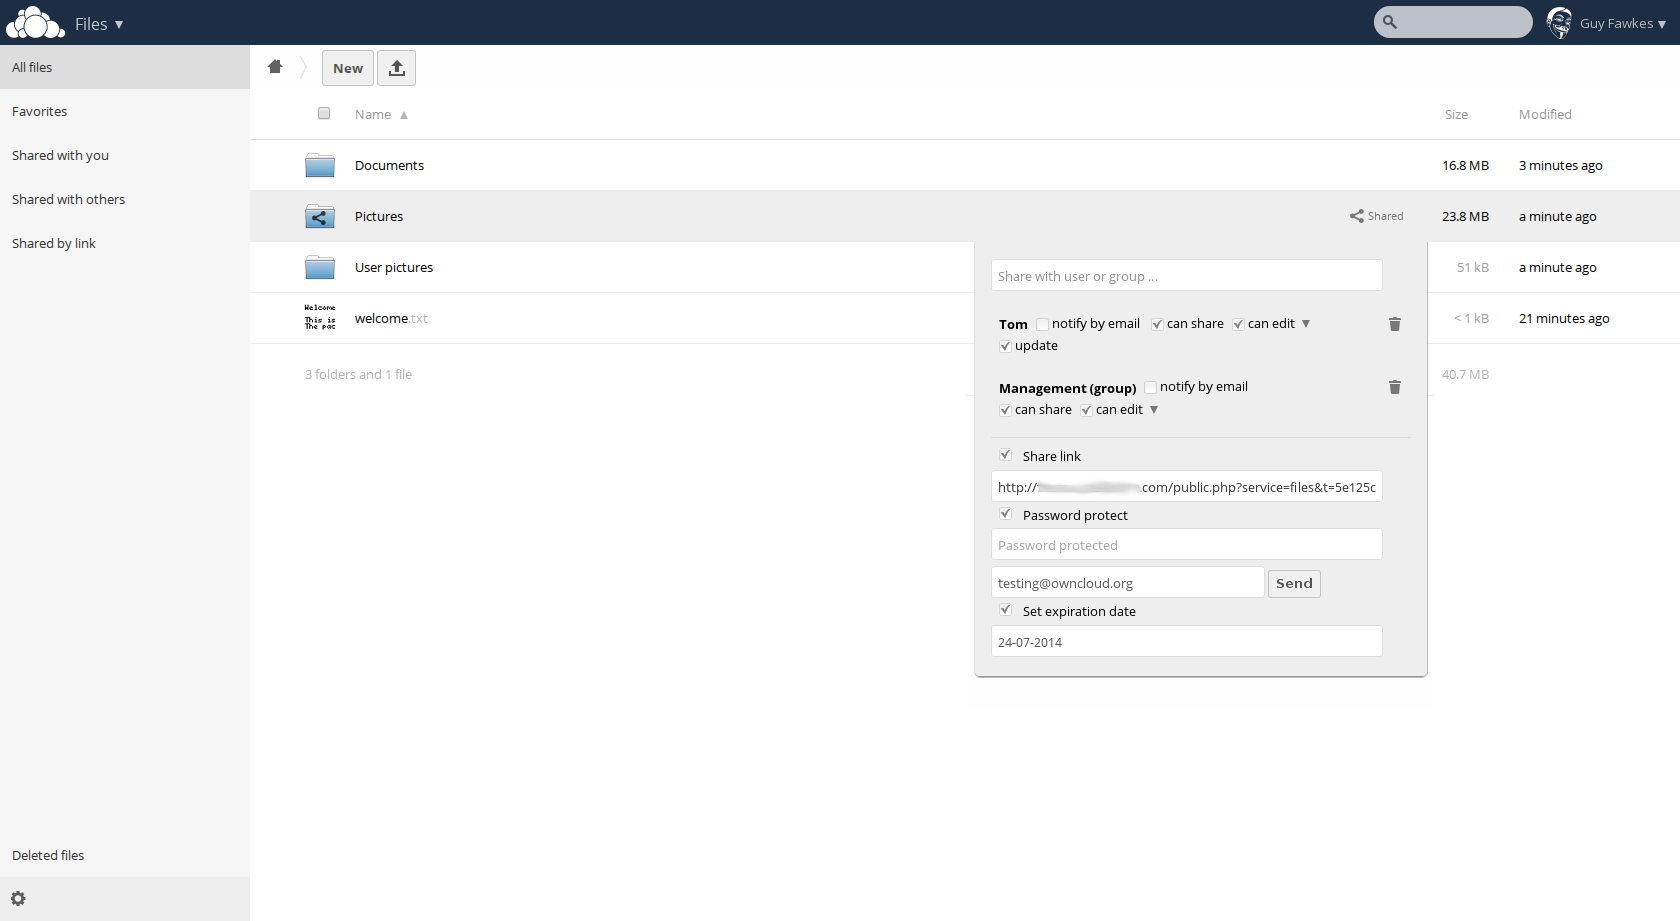 Files ▼
Guy Fawkes ▼
All files
Favorites
Shared with you
Shared with others
Shared by link
Deleted files
New
Name ▲ Size Modified
Documents 16.8 MB 3 minutes ago
Pictures Shared 23.8 MB a minute ago
User pictures 51 kB a minute ago
Welcome
This is
The pac
welcome.txt < 1 kB 21 minutes ago
3 folders and 1 file 40.7 MB
Share with user or group ...
Tom notify by email can share can edit ▼
update
Management (group) notify by email
can share can edit ▼
Share link
http:// .com/public.php?service=files&t=5e125c
Password protect
Password protected
testing@owncloud.org Send
Set expiration date
24-07-2014